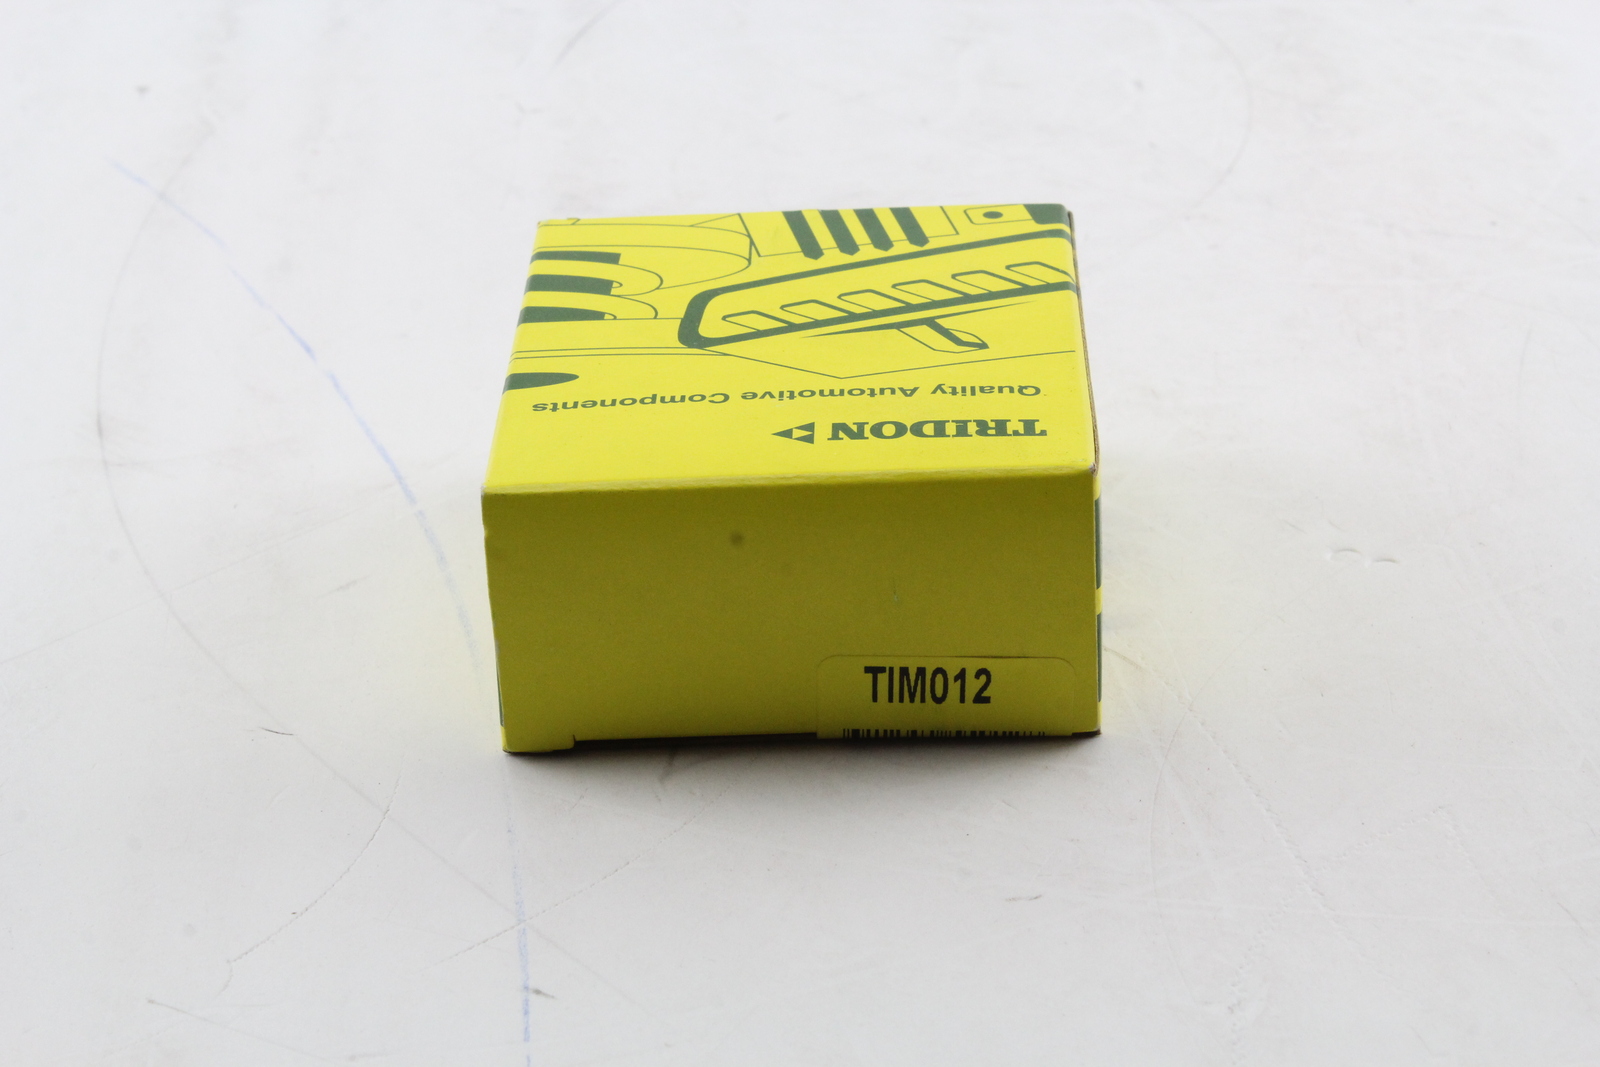 TRIDON
Quality Automotive Components
TIM012